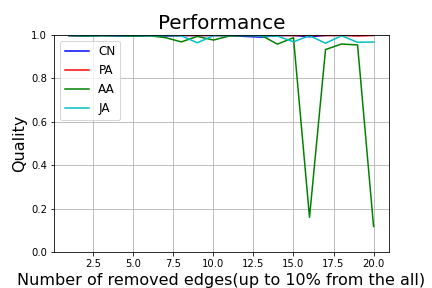 Performance
Quality
1.0
0.8
0.6
0.4
0.2
0.0
CN
PA
AA
JA
2.5 5.0 7.5 10.0 12.5 15.0 17.5 20.0
Number of removed edges(up to 10% from the all)